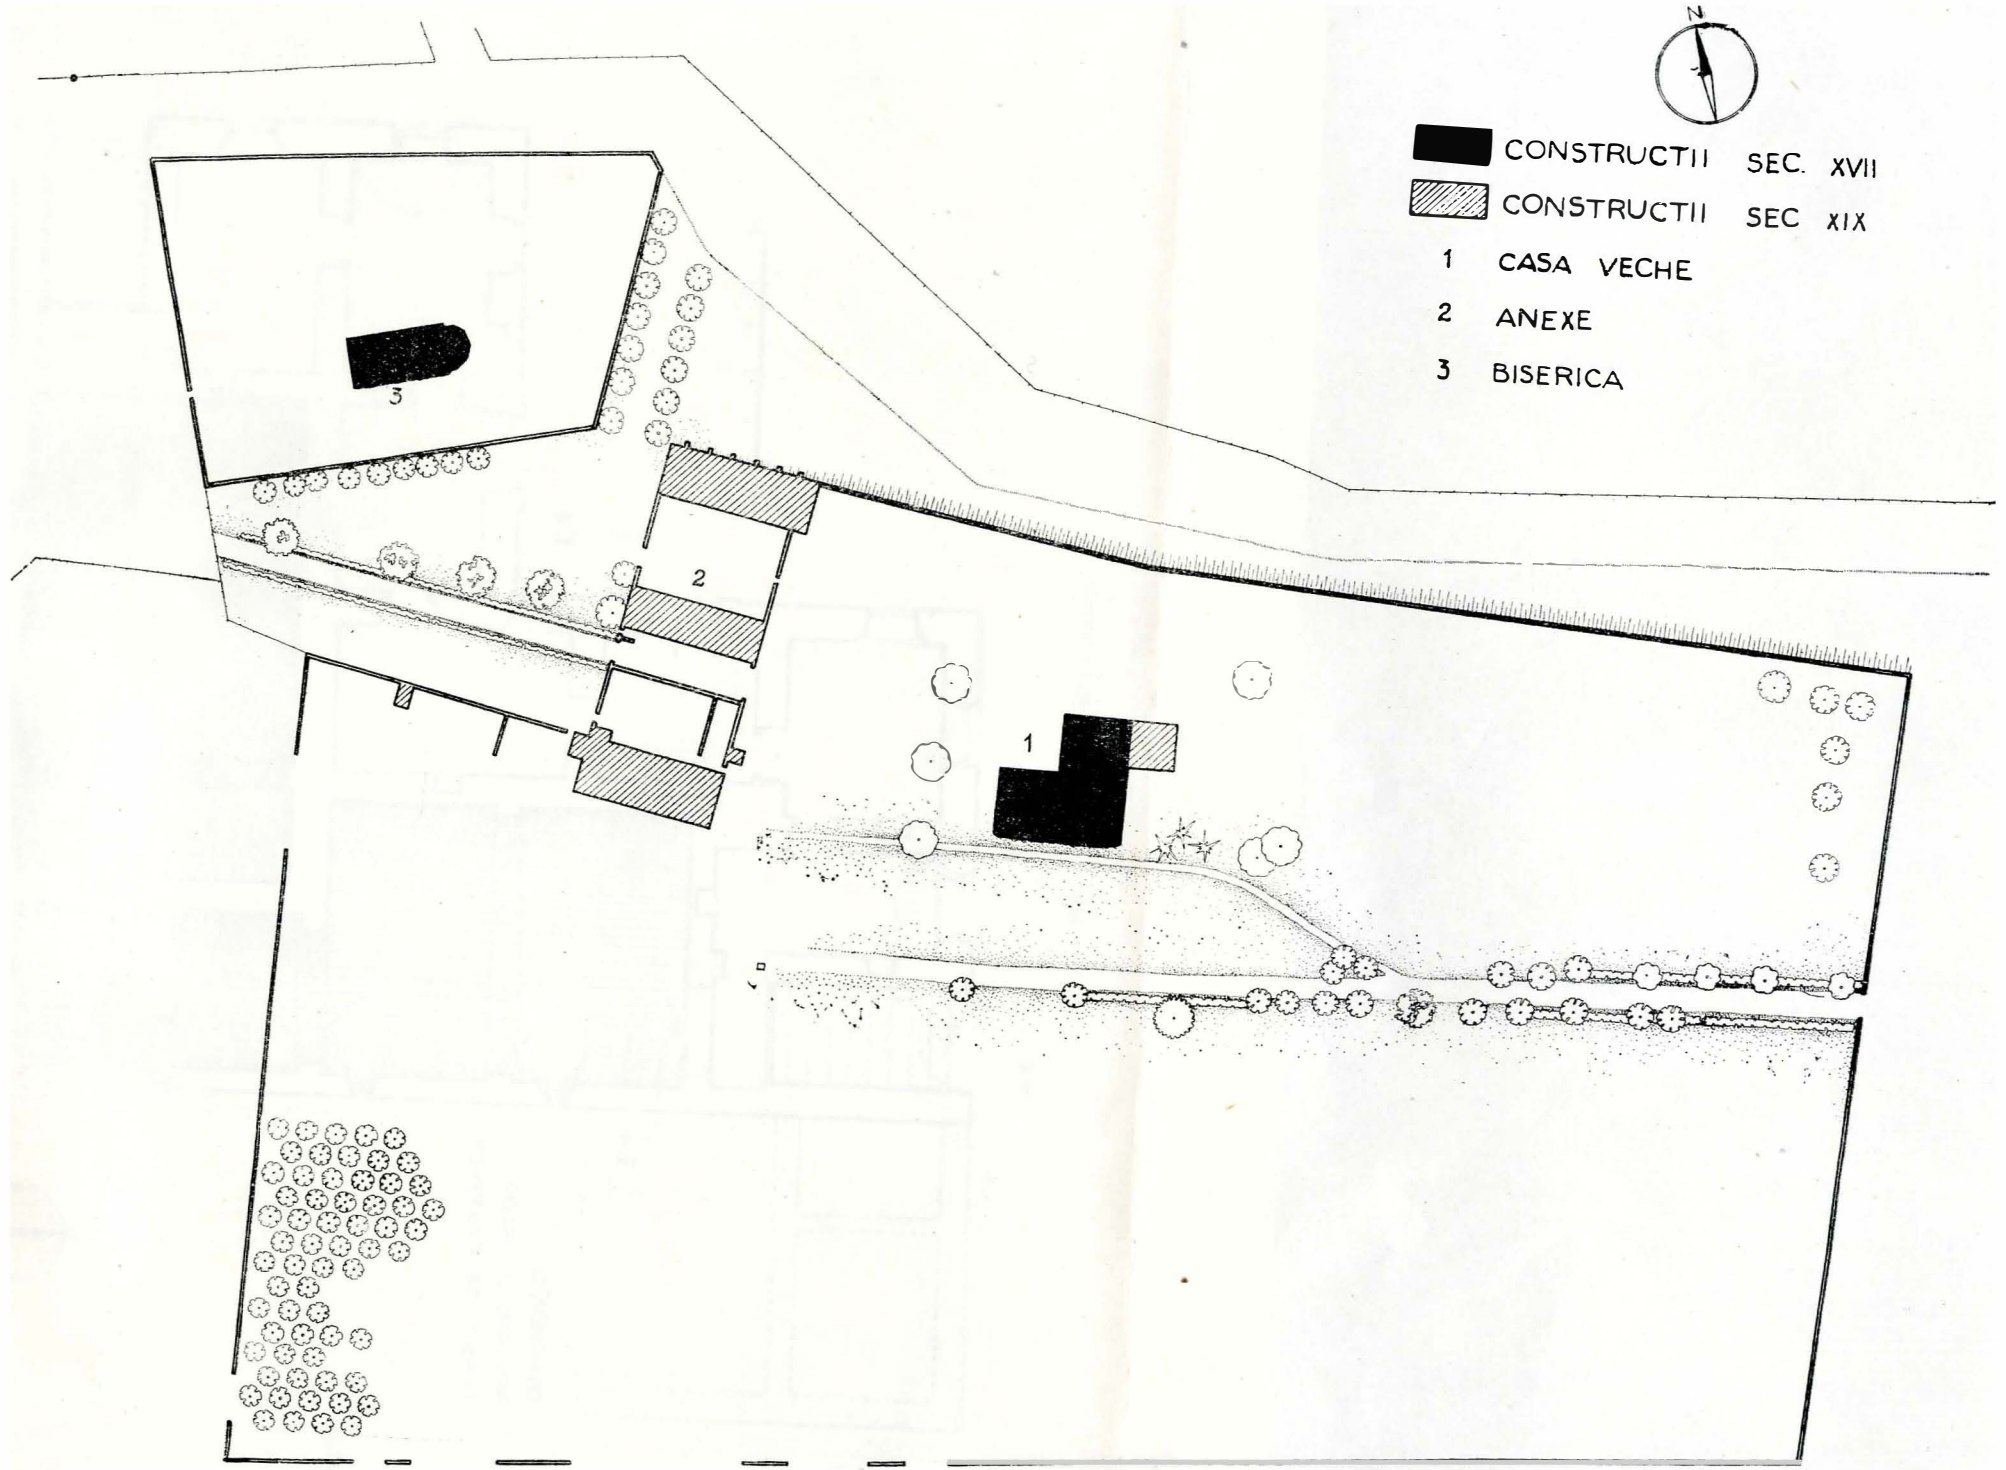 N
CONSTRUCTII SEC. XVII
CONSTRUCTII SEC XIX
1 CASA VECHE
2 ANEXE
3 BISERICA
3
2
1